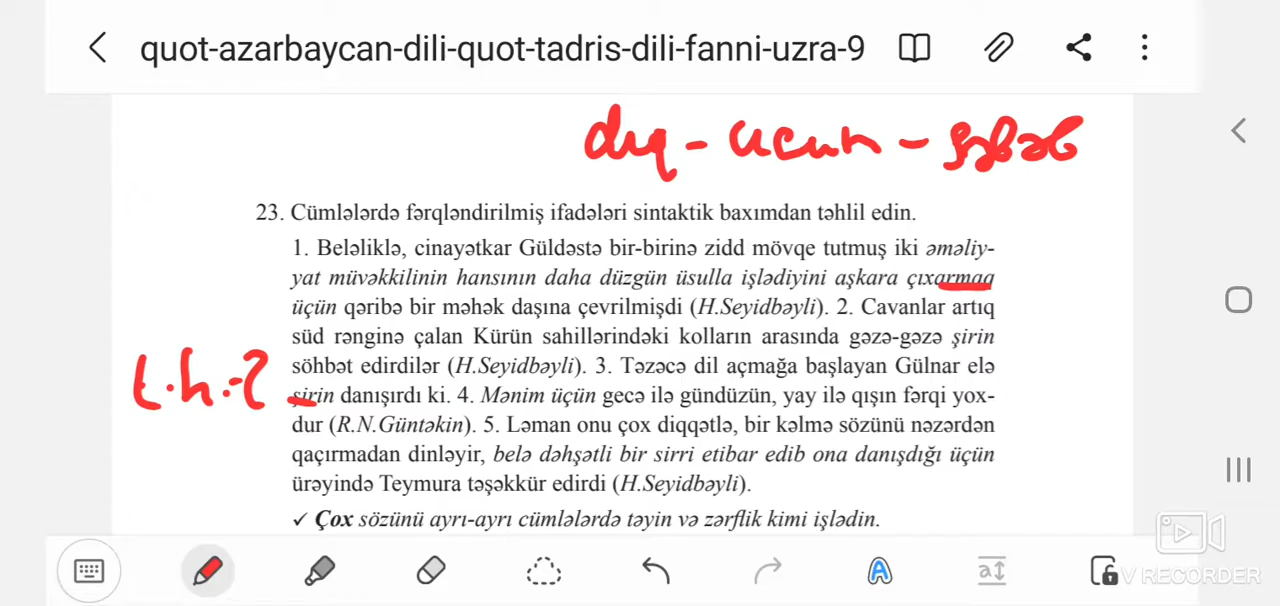 quot-azarbaycan-dili-quot-tadris-dili-fanni-uzra-9
dıq - ucun - səbəb
23. Cümlələrdə fərqləndirilmiş ifadələri sintaktik baxımdan təhlil edin.
1. Beləliklə, cinayətkar Güldəstə bir-birinə zidd mövqe tutmuş iki əməliy-
yat müvəkkilinin hansının daha düzgün üsulla işlədiyini aşkara çıxarmaq
üçün qəribə bir məhək daşına çevrilmişdi (H.Seyidbəyli). 2. Cavanlar artıq
süd rənginə çalan Kürün sahillərindəki kolların arasında gəzə-gəzə şirin
söhbət edirdilər (H.Seyidbəyli). 3. Təzəcə dil açmağa başlayan Gülnar elə
t.h.-?
şirin danışırdı ki. 4. Mənim üçün gecə ilə gündüzün, yay ilə qışın fərqi yox-
dur (R.N.Güntəkin). 5. Ləman onu çox diqqətlə, bir kəlmə sözünü nəzərdən
qaçırmadan dinləyir, belə dəhşətli bir sirri etibar edib ona danışdığı üçün
ürəyində Teymura təşəkkür edirdi (H.Seyidbəyli).
✓ Çox sözünü ayrı-ayrı cümlələrdə təyin və zərflik kimi işlədin.
A
a
V RECORDER